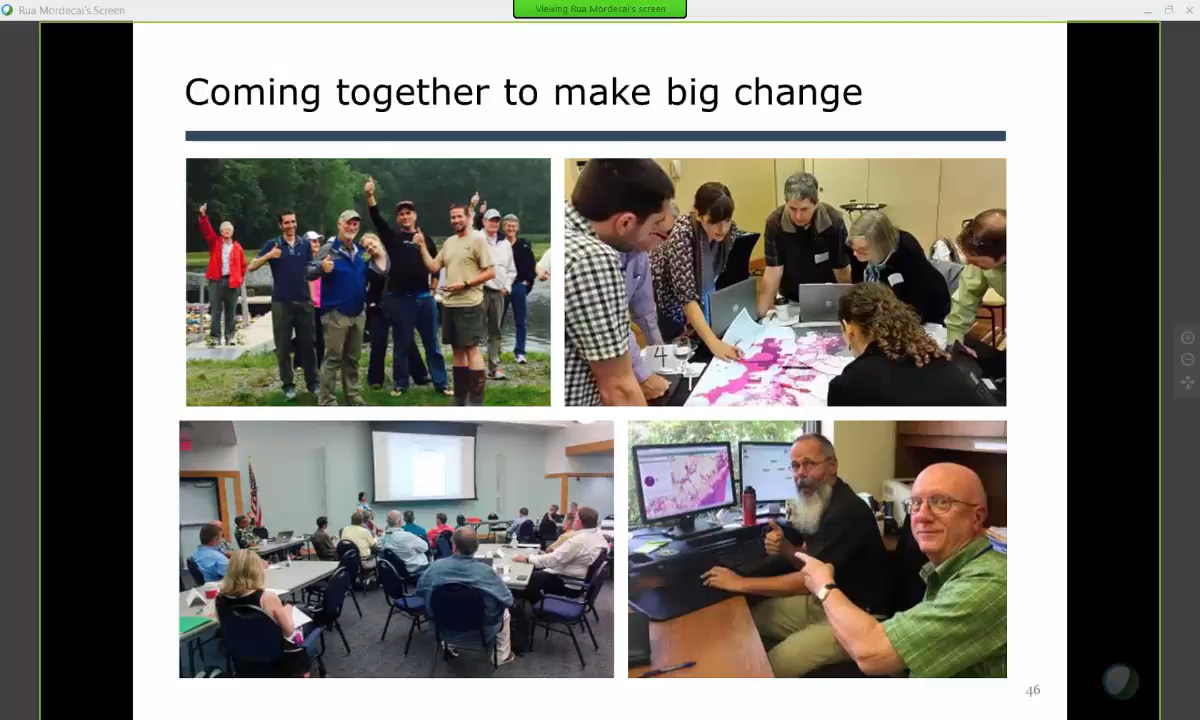 Rua Mordecai's Screen
Viewing Rua Mordecai's screen
Coming together to make big change
4
46